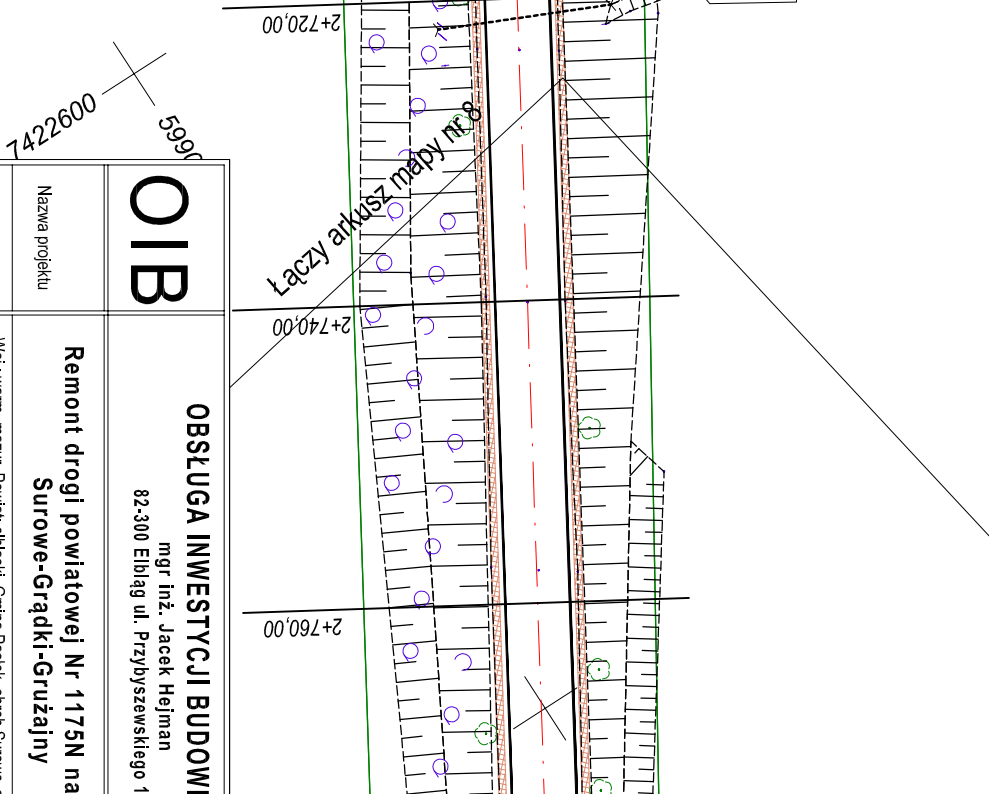 2+720,00
7422600
5990
Łączy arkusz mapy nr 8
2+740,00
2+760,00
OIB
Nazwa projektu
OBSŁUGA INWESTYCJI BUDOW
mgr inż. Jacek Hejman
82-300 Elbląg ul. Przybyszewskiego 1
Remont drogi powiatowej Nr 1175N na
Surowe-Grądki-Grużajny